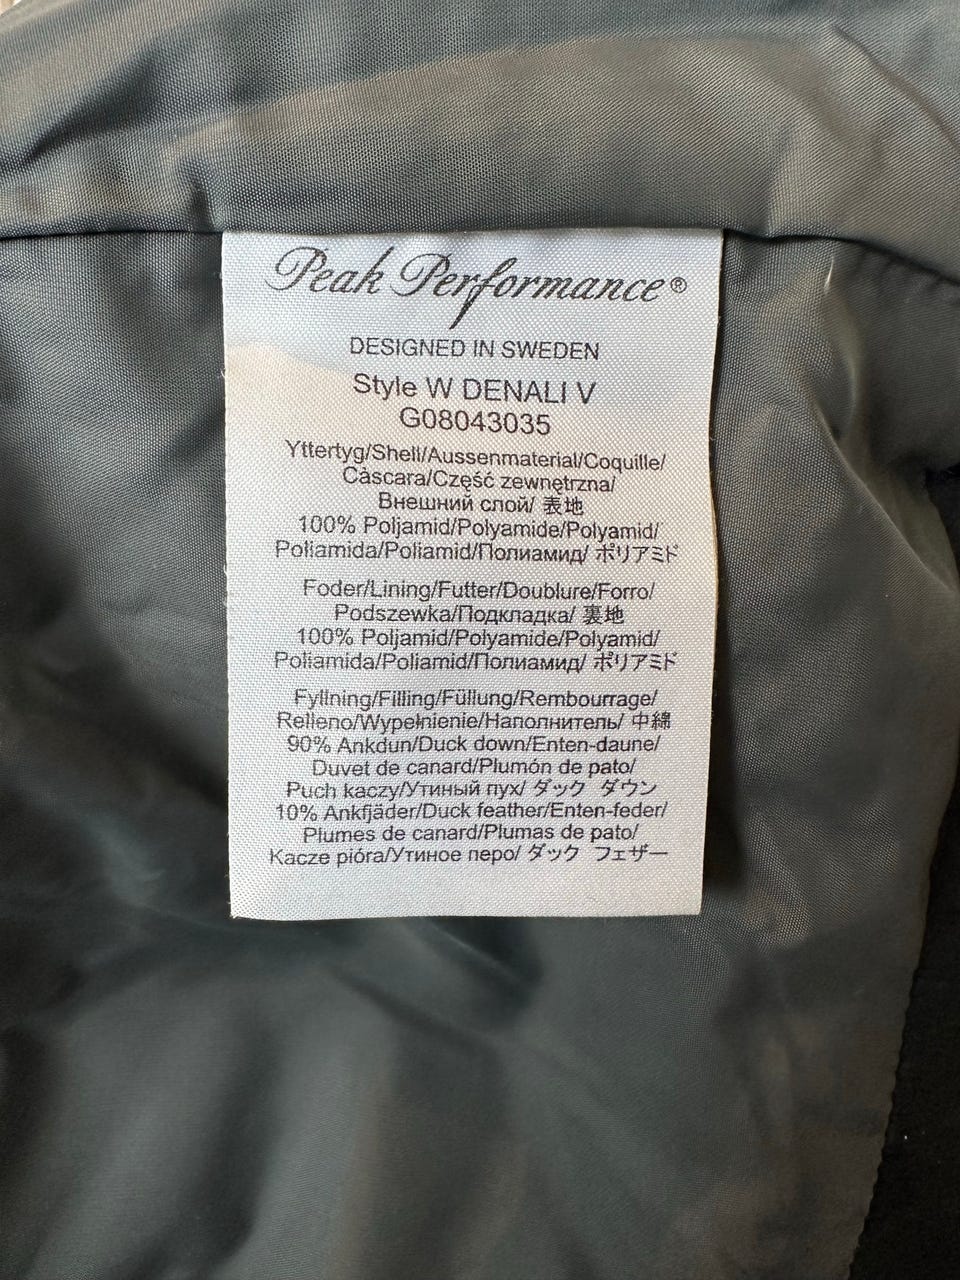 Peak Performance®
DESIGNED IN SWEDEN
Style W DENALI V
G08043035
Yttertyg/Shell/Aussenmaterial/Coquille/
Càscara/Część zewnętrzna/
Внешний слой/ 表地
100% Poljamid/Polyamide/Polyamid/
Poliamida/Poliamid/Полиамид/ ポリアミド
Foder/Lining/Futter/Doublure/Forro/
Podszewka/Подкладка/ 裏地
100% Poljamid/Polyamide/Polyamid/
Poliamida/Poliamid/Полиамид/ ポリアミド
Fyllning/Filling/Füllung/Rembourrage/
Relleno/Wypełnienie/Наполнитель/ 中綿
90% Ankdun/Duck down/Enten-daune/
Duvet de canard/Plumón de pato/
Puch kaczy/Утиный пух/ ダック ダウン
10% Ankfjäder/Duck feather/Enten-feder/
Plumes de canard/Plumas de pato/
Kacze pióra/Утиное перо/ ダック フェザー